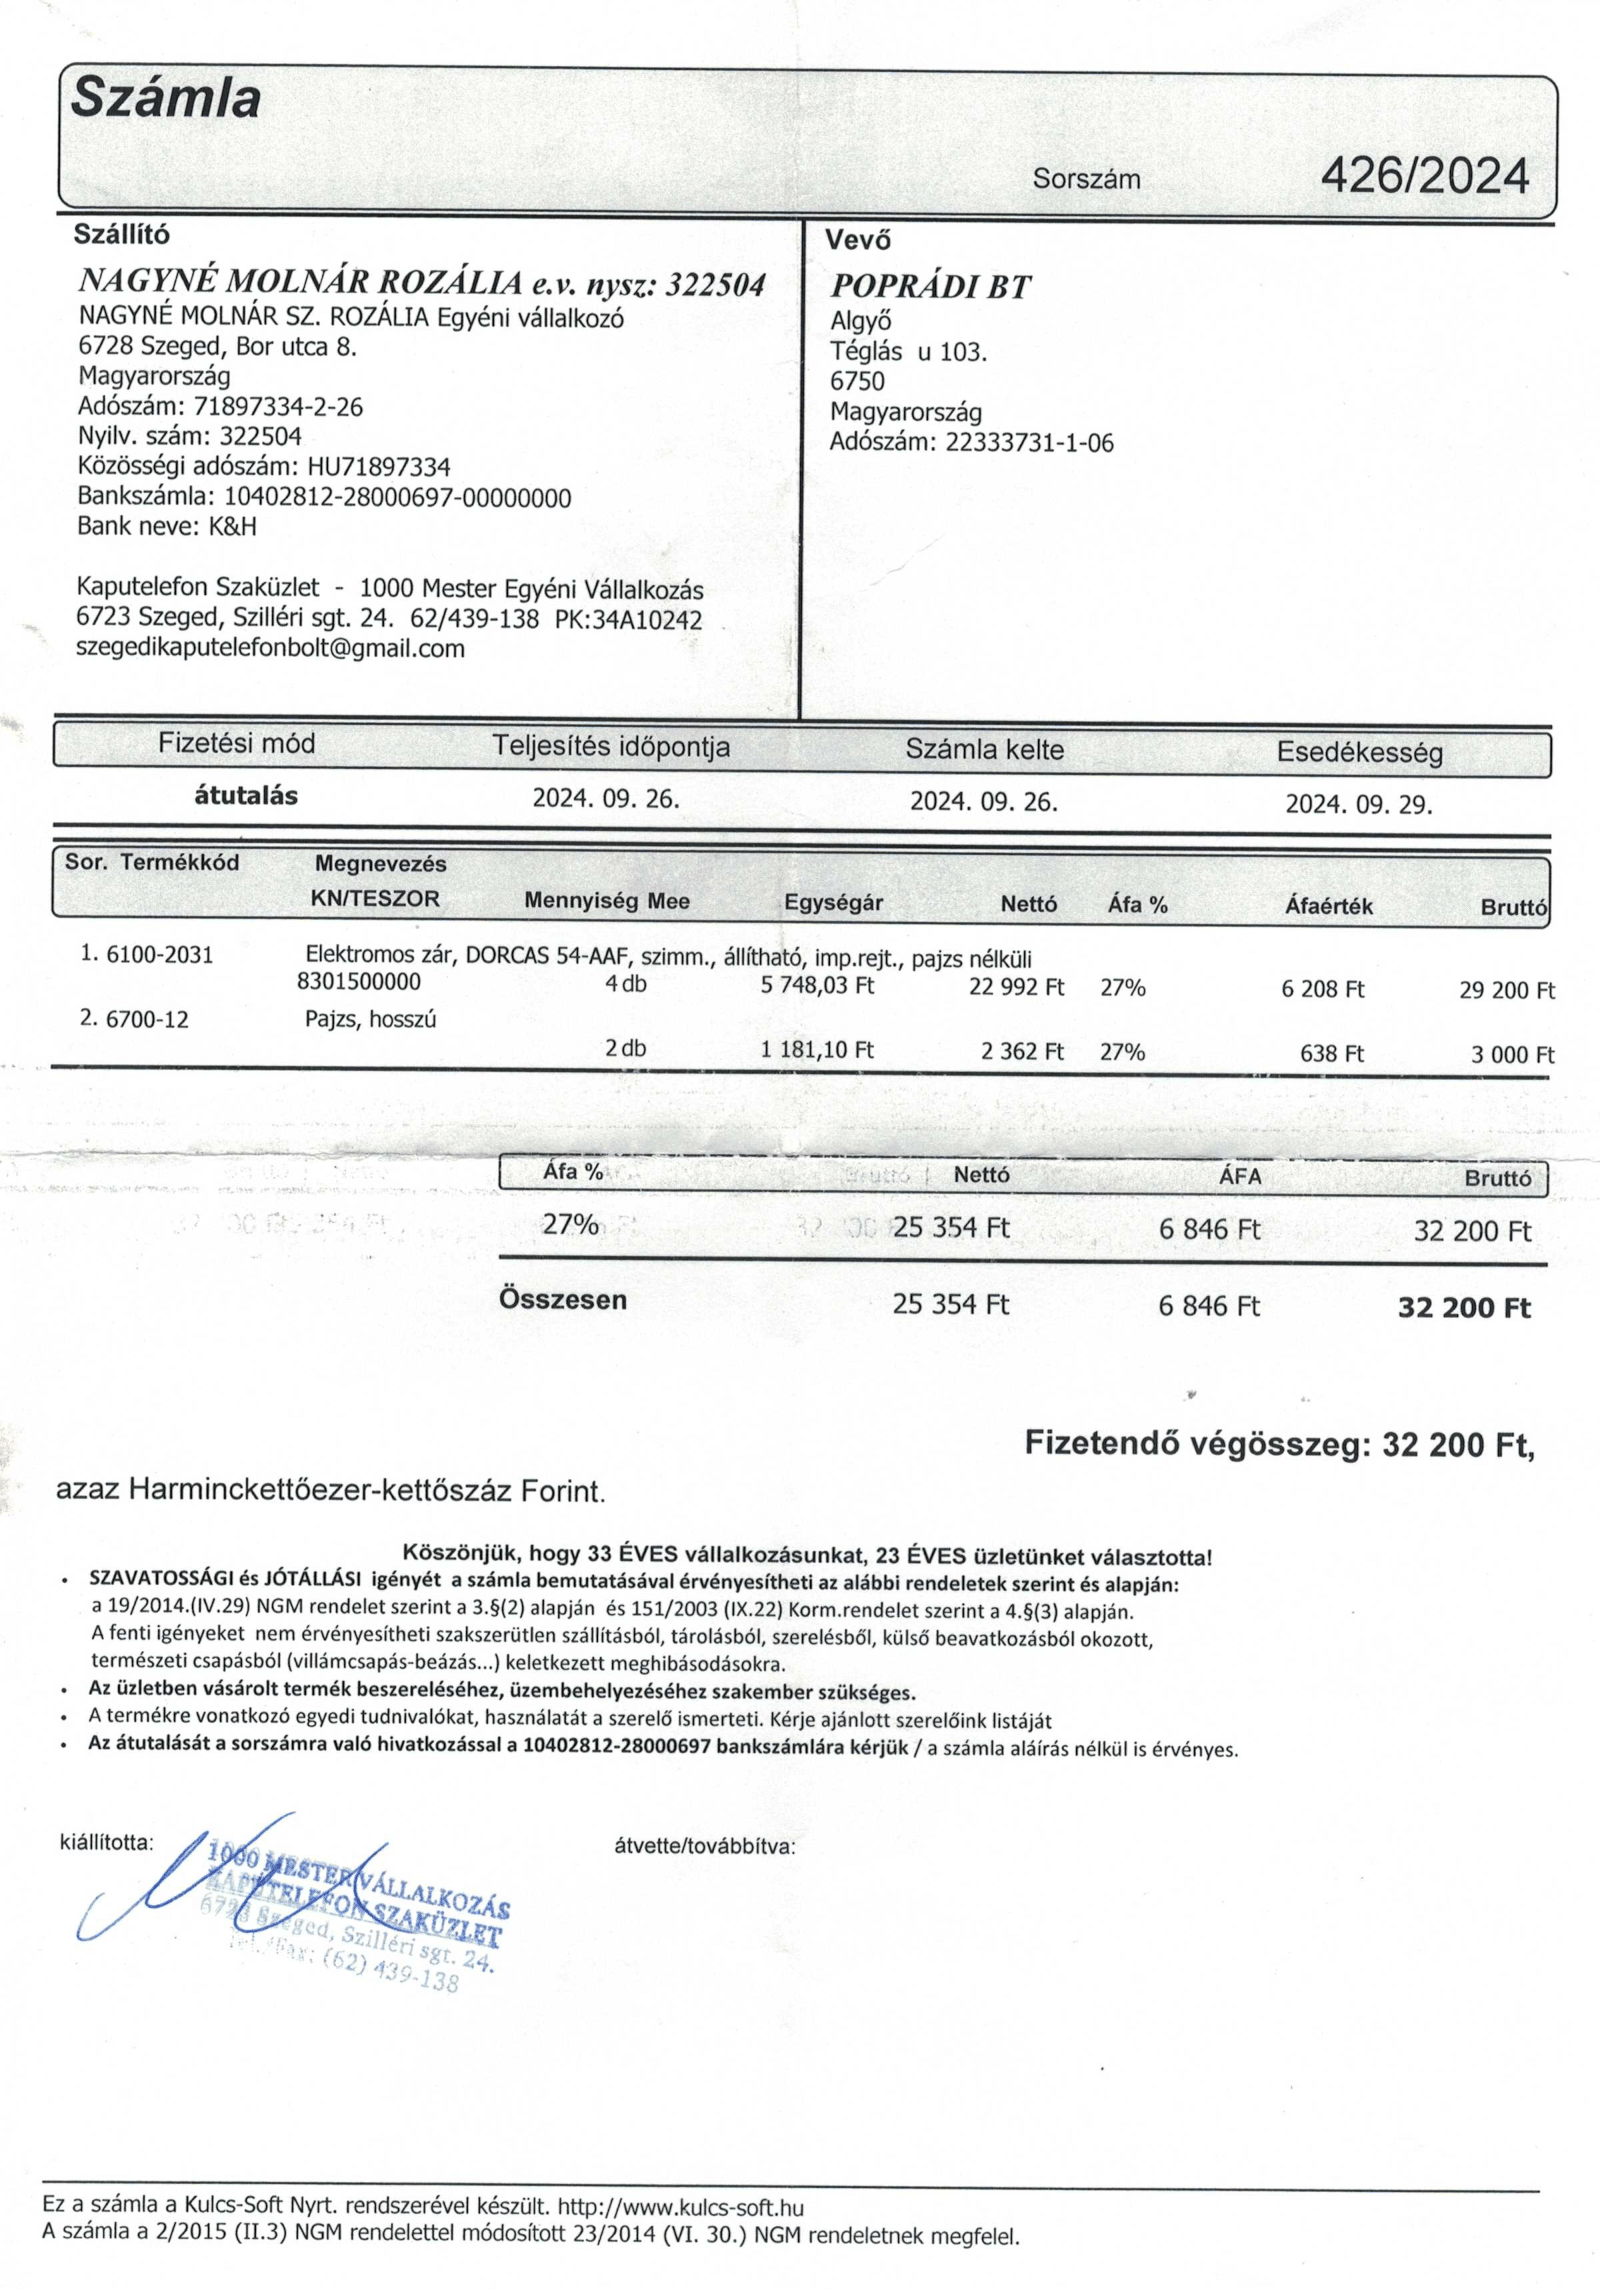 Számla
Sorszám 426/2024
Szállító
NAGYNÉ MOLNÁR ROZÁLIA e.v. nysz: 322504
NAGYNÉ MOLNÁR SZ. ROZÁLIA Egyéni vállalkozó
6728 Szeged, Bor utca 8.
Magyarország
Adószám: 71897334-2-26
Nyilv. szám: 322504
Közösségi adószám: HU71897334
Bankszámla: 10402812-28000697-00000000
Bank neve: K&H
Kaputelefon Szaküzlet - 1000 Mester Egyéni Vállalkozás
6723 Szeged, Szilléri sgt. 24. 62/439-138 PK:34A10242
szegedikaputelefonbolt@gmail.com
Vevő
POPRÁDI BT
Algyő
Téglás u 103.
6750
Magyarország
Adószám: 22333731-1-06
Fizetési mód Teljesítés időpontja Számla kelte Esedékesség
átutalás 2024. 09. 26. 2024. 09. 26. 2024. 09. 29.
Sor. Termékkód Megnevezés
KN/TESZOR Mennyiség Mee Egységár Nettó Áfa % Áfaérték Bruttó
1. 6100-2031 Elektromos zár, DORCAS 54-AAF, szimm., állítható, imp.rejt., pajzs nélküli
8301500000 4 db 5 748,03 Ft 22 992 Ft 27% 6 208 Ft 29 200 Ft
2. 6700-12 Pajzs, hosszú
2 db 1 181,10 Ft 2 362 Ft 27% 638 Ft 3 000 Ft
Áfa % Nettó ÁFA Bruttó
27% 25 354 Ft 6 846 Ft 32 200 Ft
Összesen 25 354 Ft 6 846 Ft 32 200 Ft
Fizetendő végösszeg: 32 200 Ft,
azaz Harminckettőezer-kettőszáz Forint.
Köszönjük, hogy 33 ÉVES vállalkozásunkat, 23 ÉVES üzletünket választotta!
• SZAVATOSSÁGI és JÓTÁLLÁSI igényét a számla bemutatásával érvényesítheti az alábbi rendeletek szerint és alapján:
a 19/2014.(IV.29) NGM rendelet szerint a 3.§(2) alapján és 151/2003 (IX.22) Korm.rendelet szerint a 4.§(3) alapján.
A fenti igényeket nem érvényesítheti szakszerütlen szállításból, tárolásból, szerelésből, külső beavatkozásból okozott,
természeti csapásból (villámcsapás-beázás...) keletkezett meghibásodásokra.
• Az üzletben vásárolt termék beszereléséhez, üzembehelyezéséhez szakember szükséges.
• A termékre vonatkozó egyedi tudnivalókat, használatát a szerelő ismerteti. Kérje ajánlott szerelőink listáját
• Az átutalását a sorszámra való hivatkozással a 10402812-28000697 bankszámlára kérjük / a számla aláírás nélkül is érvényes.
kiállította: átvette/továbbítva:
1000 MESTER VÁLLALKOZÁS
KAPUTELEFON SZAKÜZLET
6723 Szeged, Szilléri sgt. 24.
Tel./Fax: (62) 439-138
Ez a számla a Kulcs-Soft Nyrt. rendszerével készült. http://www.kulcs-soft.hu
A számla a 2/2015 (II.3) NGM rendelettel módosított 23/2014 (VI. 30.) NGM rendeletnek megfelel.